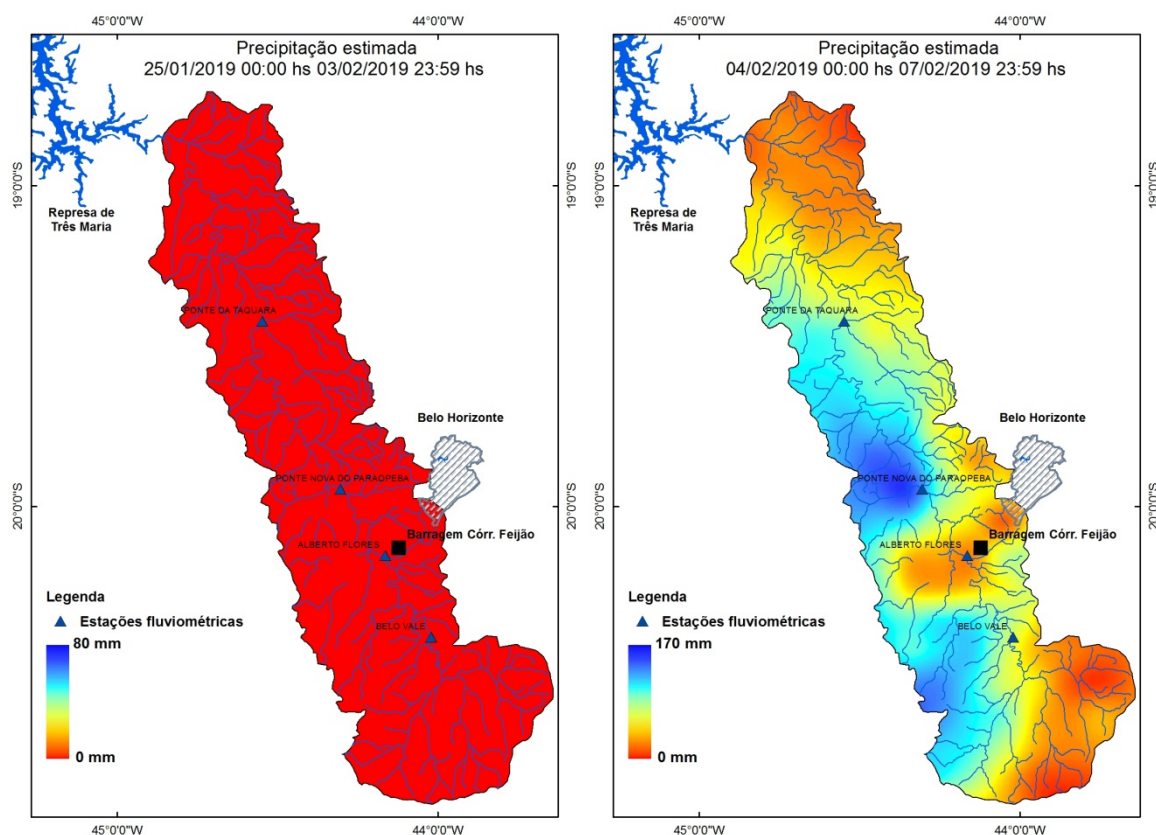 45°0'0"W
44°0'0"W
Precipitação estimada
25/01/2019 00:00 hs 03/02/2019 23:59 hs
19°0'0"S
Represa de
Três Maria
PONTE DA TAQUARA
Belo Horizonte
PONTE NOVA DO PARAOPEBA
20°0'0"S
Barragem Córr. Feijão
ALBERTO FLORES
Legenda
Estações fluviométricas
BELO VALE
80 mm
0 mm
45°0'0"W
44°0'0"W
45°0'0"W
44°0'0"W
Precipitação estimada
04/02/2019 00:00 hs 07/02/2019 23:59 hs
19°0'0"S
19°0'0"S
Represa de
Três Maria
PONTE DA TAQUARA
Belo Horizonte
PONTE NOVA DO PARAOPEBA
20°0'0"S
20°0'0"S
Barragem Córr. Feijão
ALBERTO FLORES
Legenda
Estações fluviométricas
BELO VALE
170 mm
0 mm
45°0'0"W
44°0'0"W